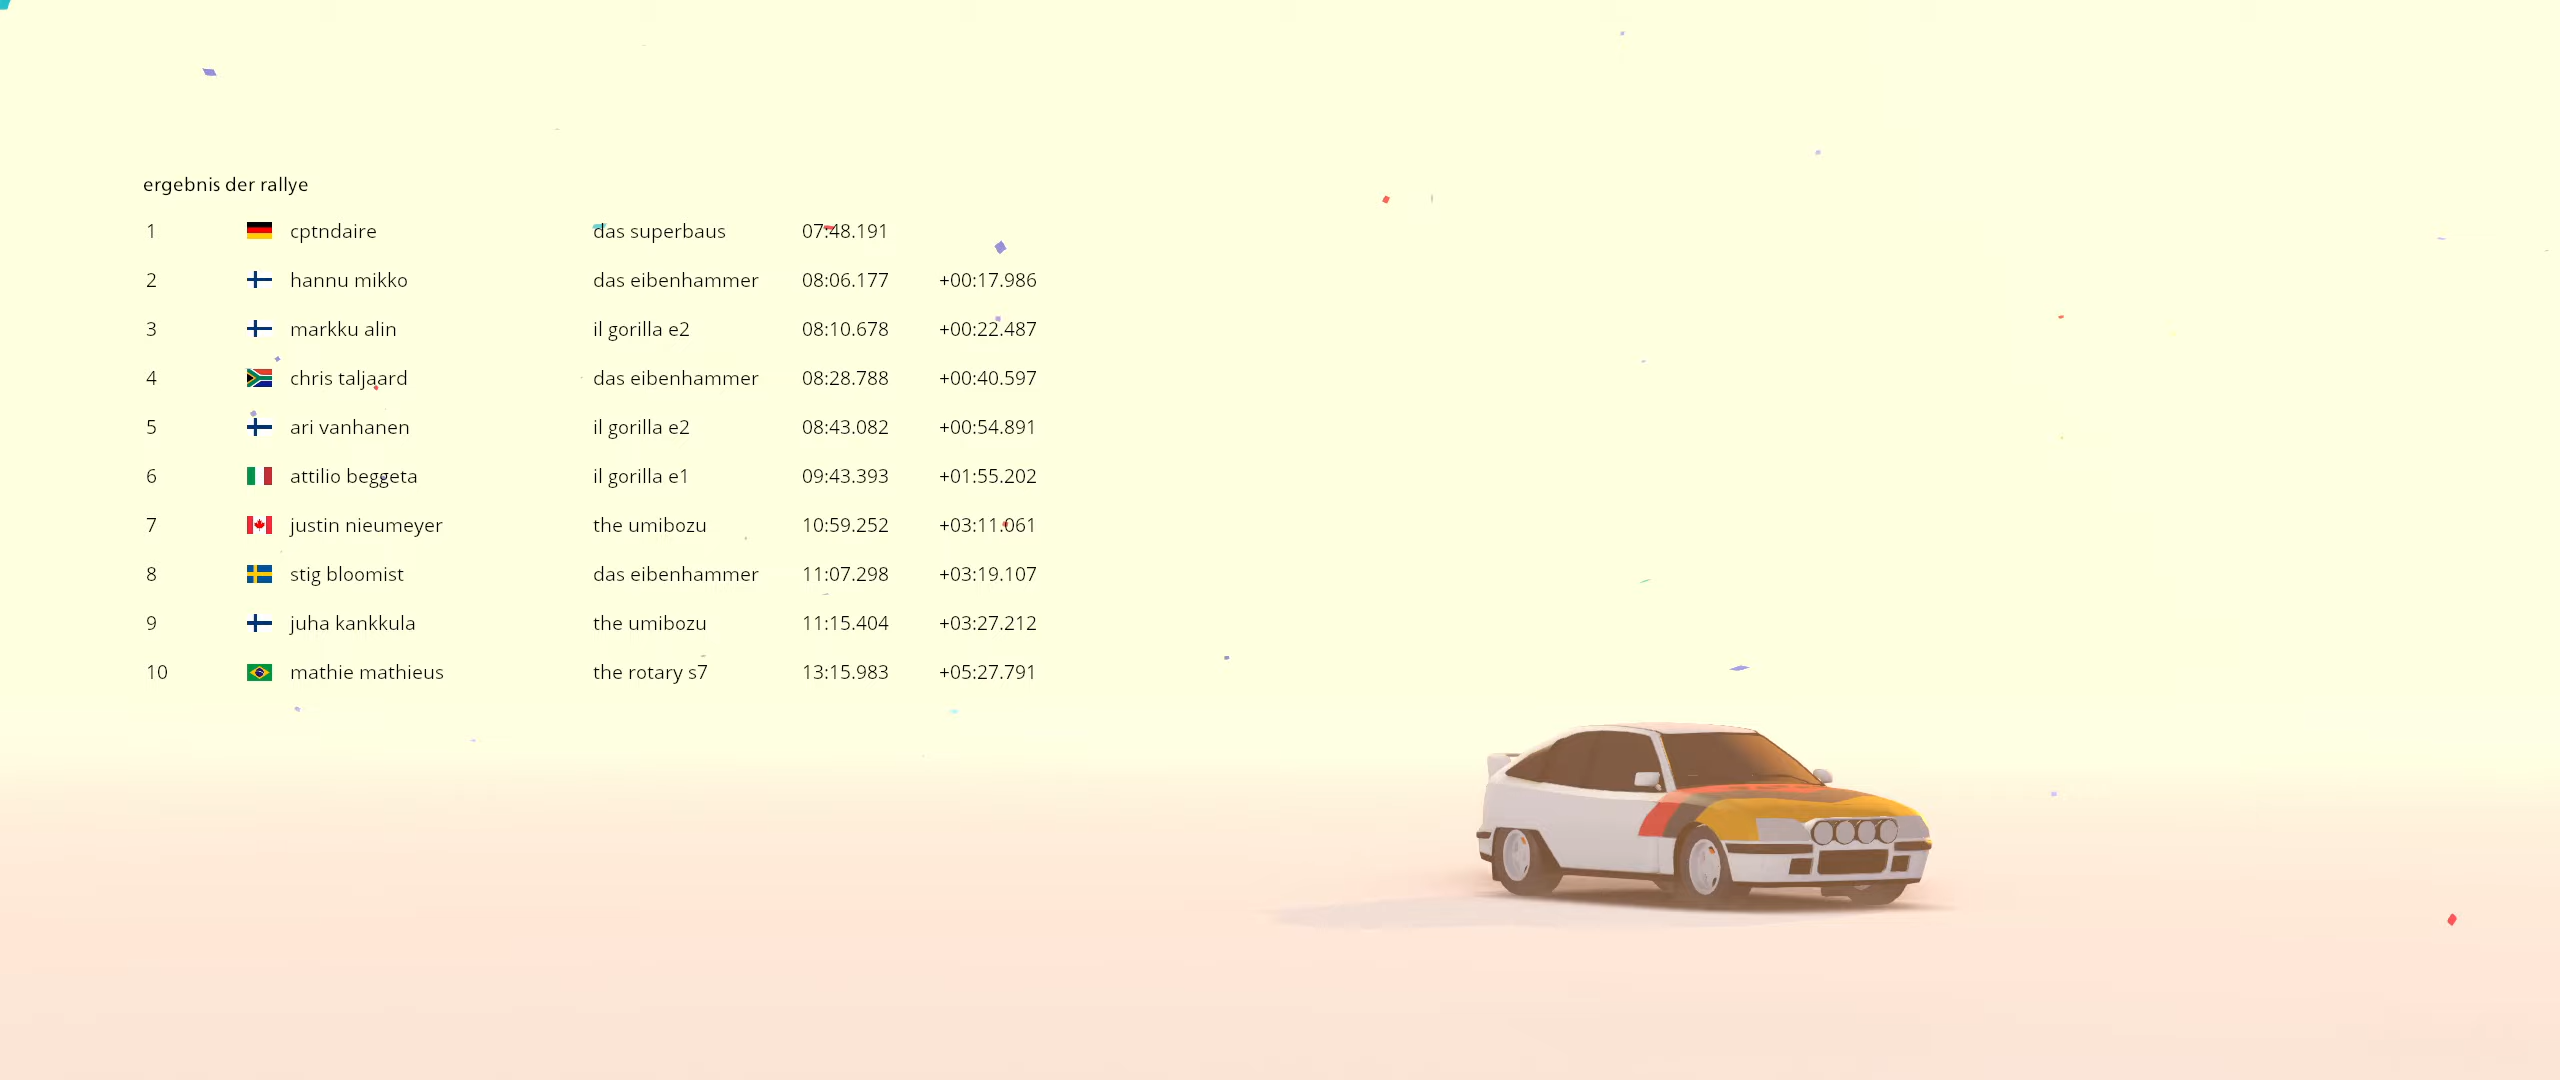 ergebnis der rallye
1 cptndaire das superbaus 07:48.191
2 hannu mikko das eibenhammer 08:06.177 +00:17.986
3 markku alin il gorilla e2 08:10.678 +00:22.487
4 chris taljaard das eibenhammer 08:28.788 +00:40.597
5 ari vanhanen il gorilla e2 08:43.082 +00:54.891
6 attilio beggeta il gorilla e1 09:43.393 +01:55.202
7 justin nieumeyer the umibozu 10:59.252 +03:11.061
8 stig bloomist das eibenhammer 11:07.298 +03:19.107
9 juha kankkula the umibozu 11:15.404 +03:27.212
10 mathie mathieus the rotary s7 13:15.983 +05:27.791